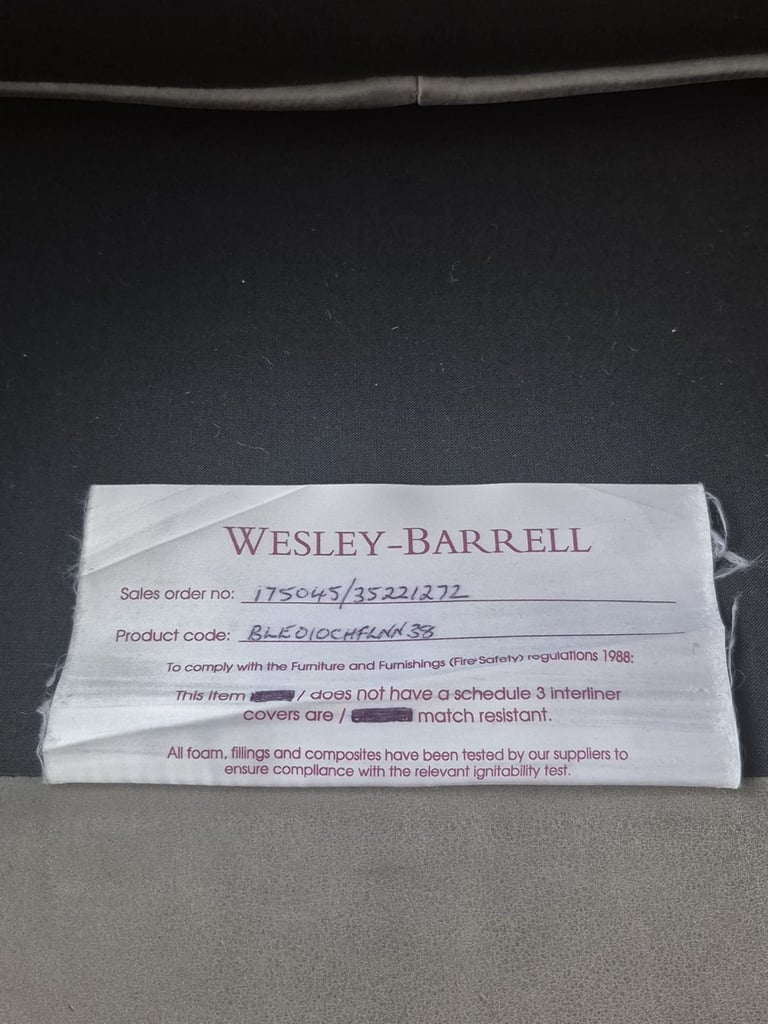 WESLEY-BARRELL
Sales order no: 175045/35221272
Product code: BLEDIOCHFLNN38
To comply with the Furniture and Furnishings (Fire Safety) regulations 1988:
This item / does not have a schedule 3 interliner
covers are / match resistant.
All foam, fillings and composites have been tested by our suppliers to
ensure compliance with the relevant ignitability test.